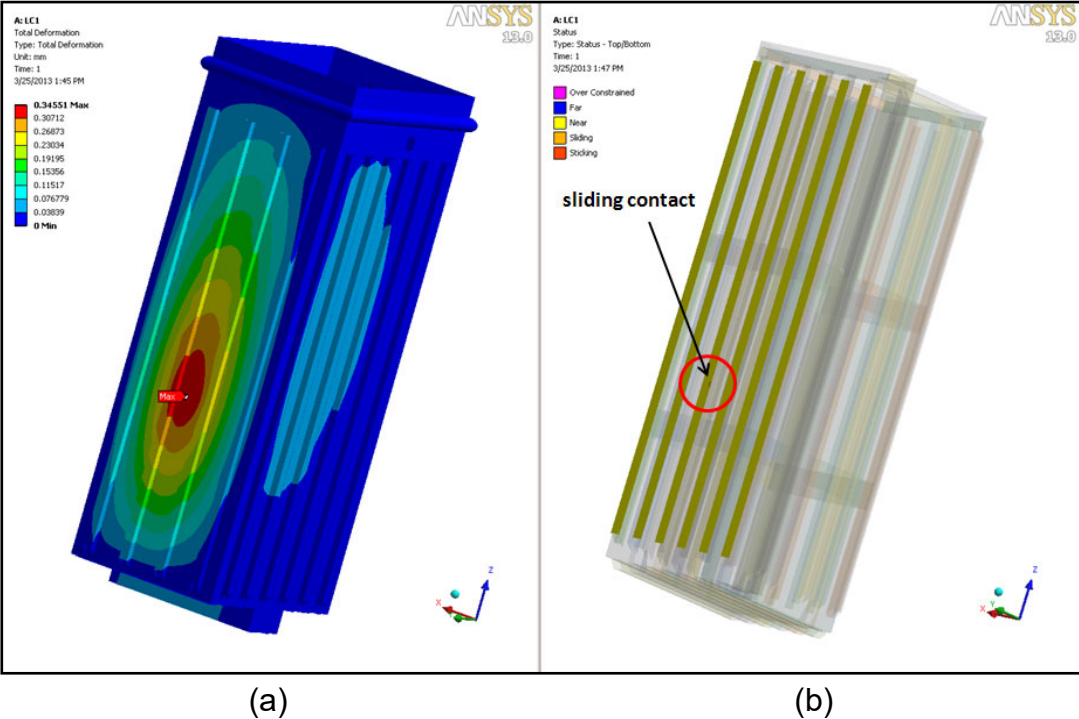 A: LC1
Total Deformation
Type: Total Deformation
Unit: mm
Time: 1
3/25/2013 1:45 PM
0.34551 Max
0.30712
0.26873
0.23034
0.19195
0.15356
0.11517
0.076779
0.03839
0 Min
ANSYS
13.0
Max
Z
X
Y
(a)
A: LC1
Status
Type: Status - Top/Bottom
Time: 1
3/25/2013 1:47 PM
Over Constrained
Far
Near
Sliding
Sticking
ANSYS
13.0
sliding contact
Z
Y
X
(b)